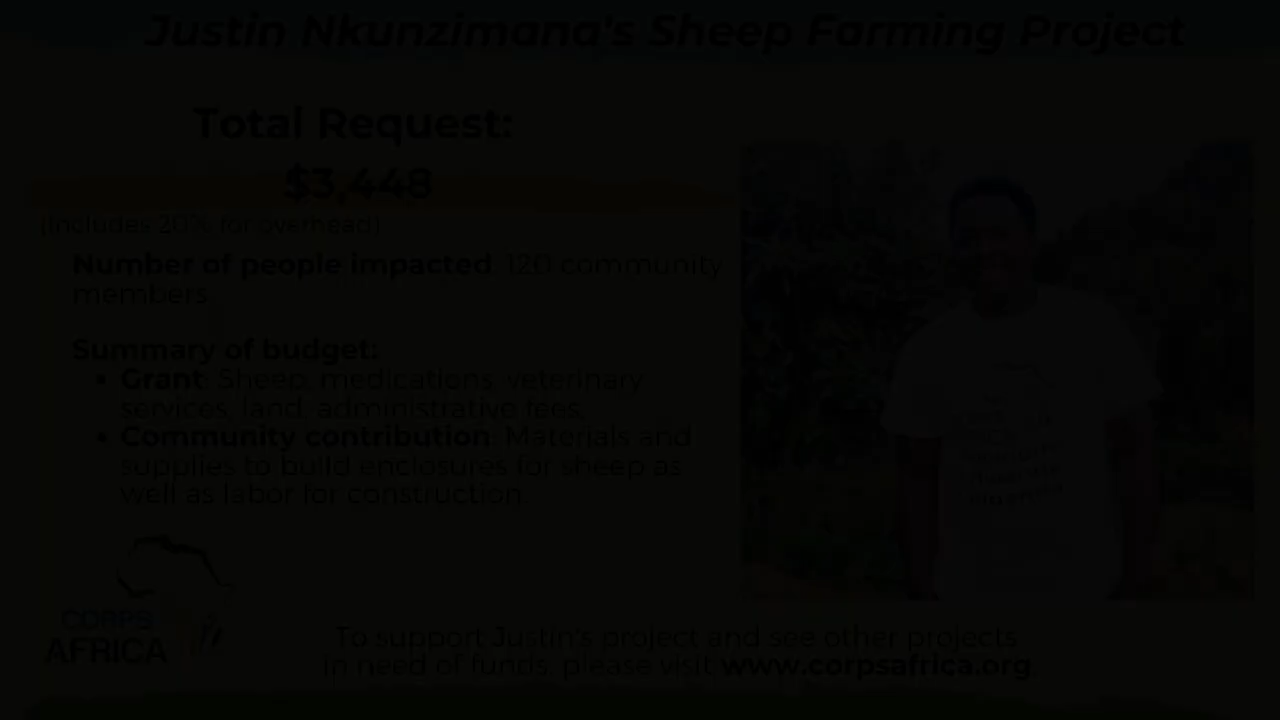 Justin Nkunzimana's Sheep Farming Project
Total Request:
$3,448
(Includes 20% for overhead)
Number of people impacted: 120 community
members
Summary of budget:
• Grant: Sheep, medications, veterinary
services, land, administrative fees.
• Community contribution: Materials and
supplies to build enclosures for sheep as
well as labor for construction.
CORPS
AFRICA
To support Justin's project and see other projects
in need of funds, please visit www.corpsafrica.org